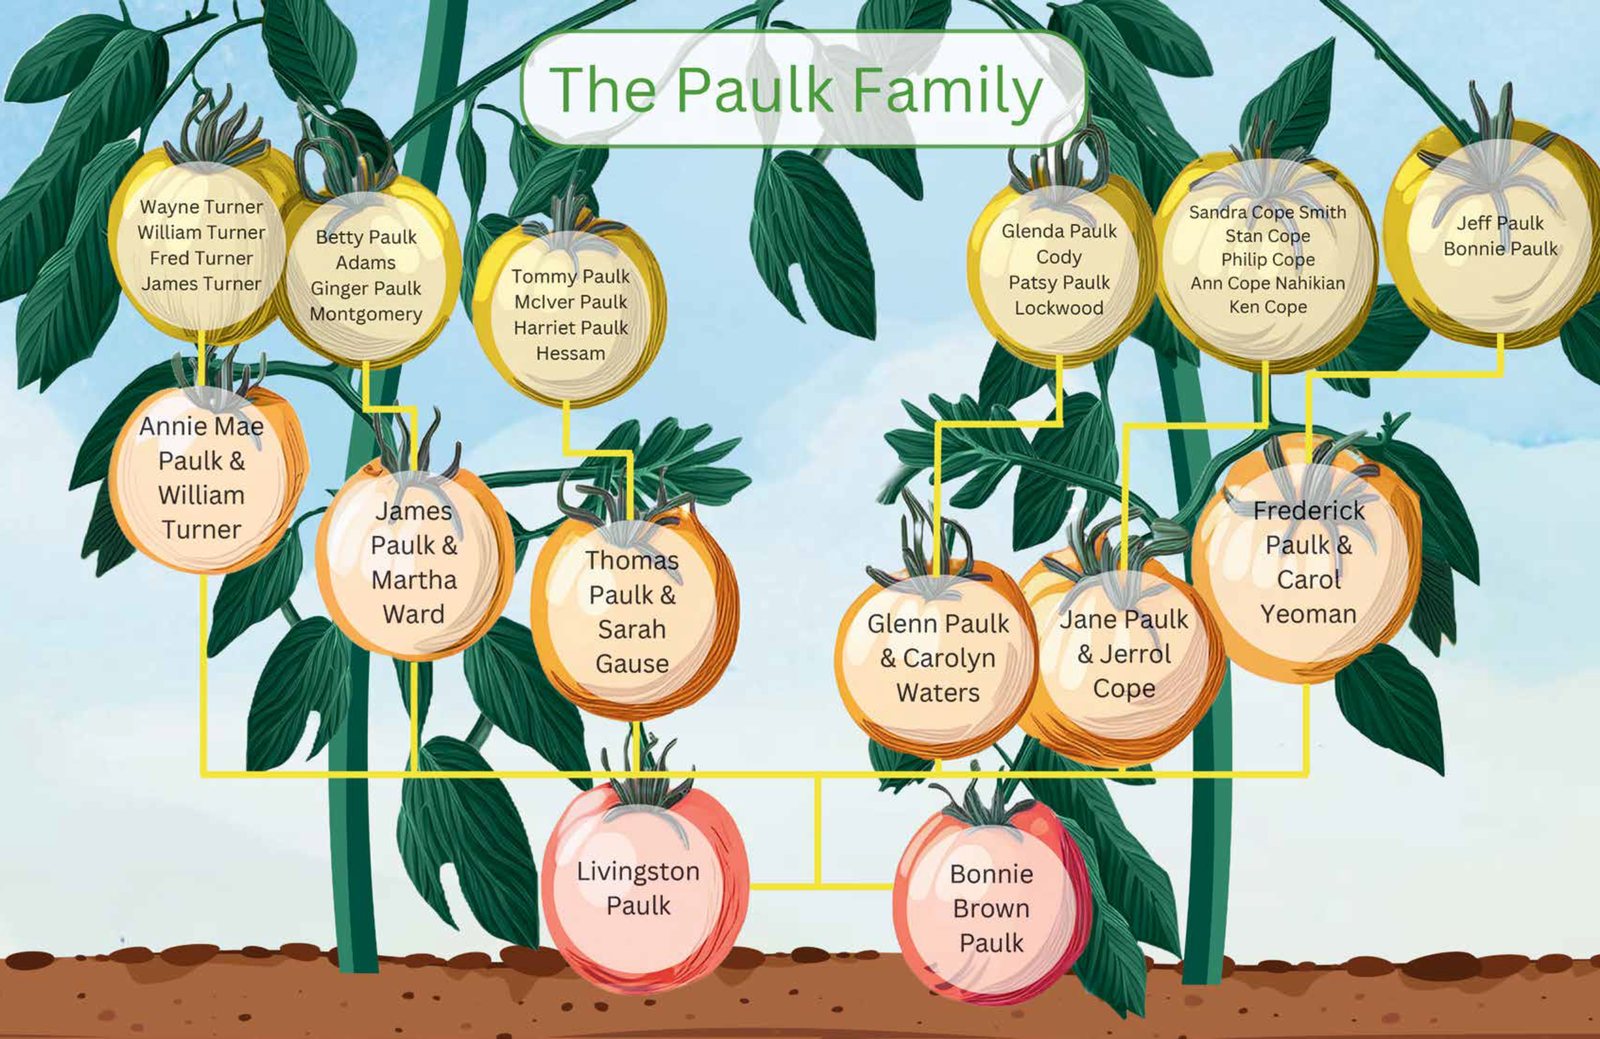 The Paulk Family
Wayne Turner
William Turner
Fred Turner
James Turner
Betty Paulk
Adams
Ginger Paulk
Montgomery
Tommy Paulk
McIver Paulk
Harriet Paulk
Hessam
Glenda Paulk
Cody
Patsy Paulk
Lockwood
Sandra Cope Smith
Stan Cope
Philip Cope
Ann Cope Nahikian
Ken Cope
Jeff Paulk
Bonnie Paulk
Annie Mae
Paulk &
William
Turner
James
Paulk &
Martha
Ward
Thomas
Paulk &
Sarah
Gause
Glenn Paulk
& Carolyn
Waters
Jane Paulk
& Jerrol
Cope
Frederick
Paulk &
Carol
Yeoman
Livingston
Paulk
Bonnie
Brown
Paulk